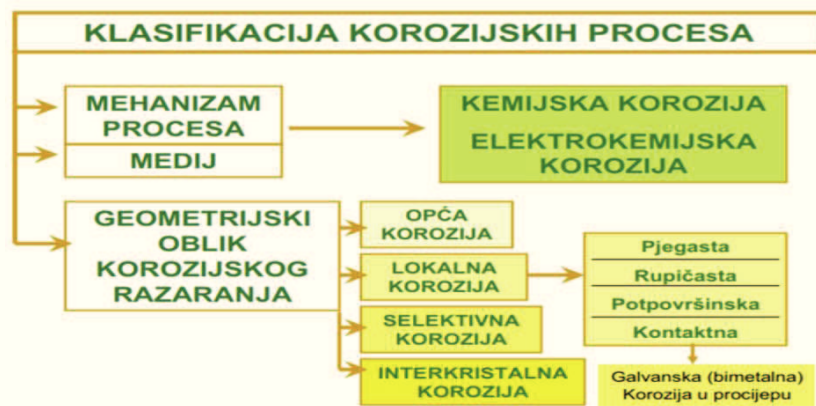 KLASIFIKACIJA KOROZIJSKIH PROCESA
MEHANIZAM
PROCESA
MEDIJ
KEMIJSKA KOROZIJA
ELEKTROKEMIJSKA
KOROZIJA
GEOMETRIJSKI
OBLIK
KOROZIJSKOG
RAZARANJA
OPĆA
KOROZIJA
LOKALNA
KOROZIJA
SELEKTIVNA
KOROZIJA
INTERKRISTALNA
KOROZIJA
Pjegasta
Rupičasta
Potpovršinska
Kontaktna
Galvanska (bimetalna)
Korozija u procijepu